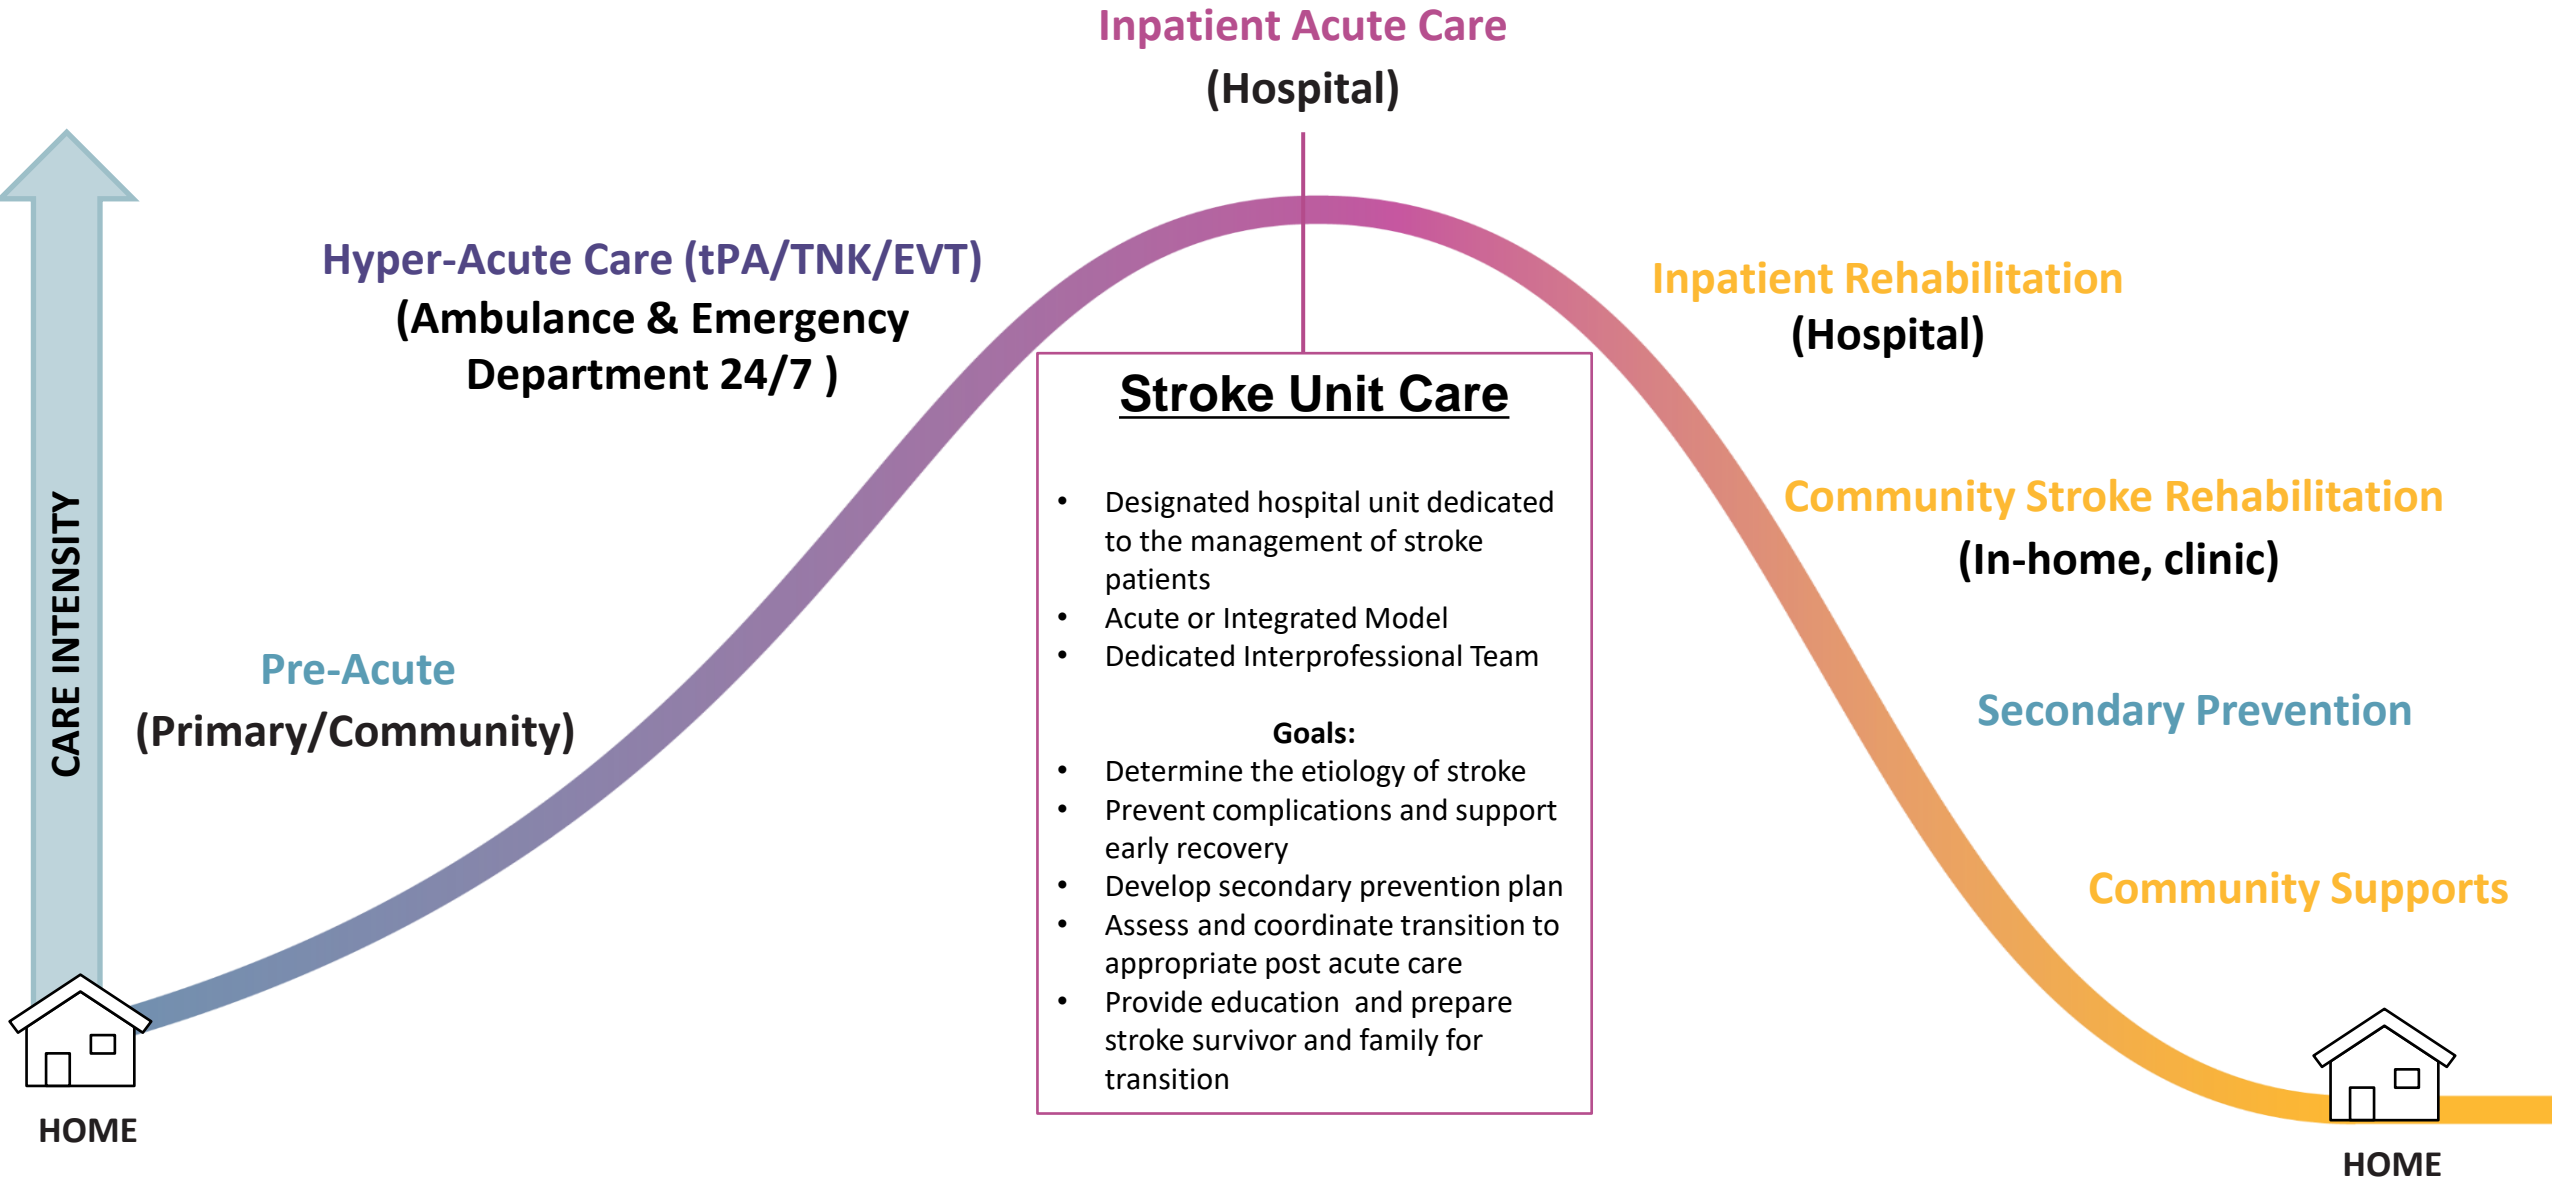 Inpatient Acute Care
(Hospital)
Hyper-Acute Care (tPA/TNK/EVT)
(Ambulance & Emergency
Department 24/7 )
Inpatient Rehabilitation
(Hospital)
Stroke Unit Care
• Designated hospital unit dedicated
to the management of stroke
patients
• Acute or Integrated Model
• Dedicated Interprofessional Team
Goals:
• Determine the etiology of stroke
• Prevent complications and support
early recovery
• Develop secondary prevention plan
• Assess and coordinate transition to
appropriate post acute care
• Provide education  and prepare
stroke survivor and family for
transition
Community Stroke Rehabilitation
(In-home, clinic)
CARE INTENSITY
Pre-Acute
(Primary/Community)
Secondary Prevention
Community Supports
HOME
HOME